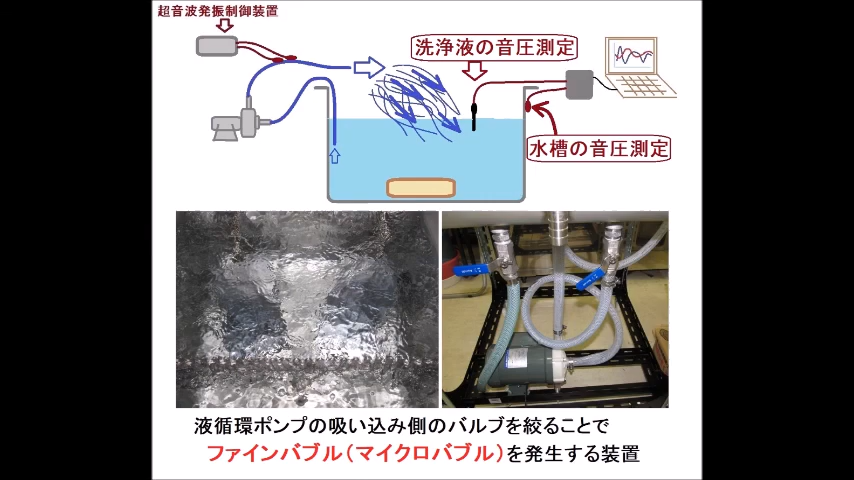 超音波発振制御装置
洗浄液の音圧測定
水槽の音圧測定
液循環ポンプの吸い込み側のバルブを絞ることで
ファインバブル（マイクロバブル）を発生する装置